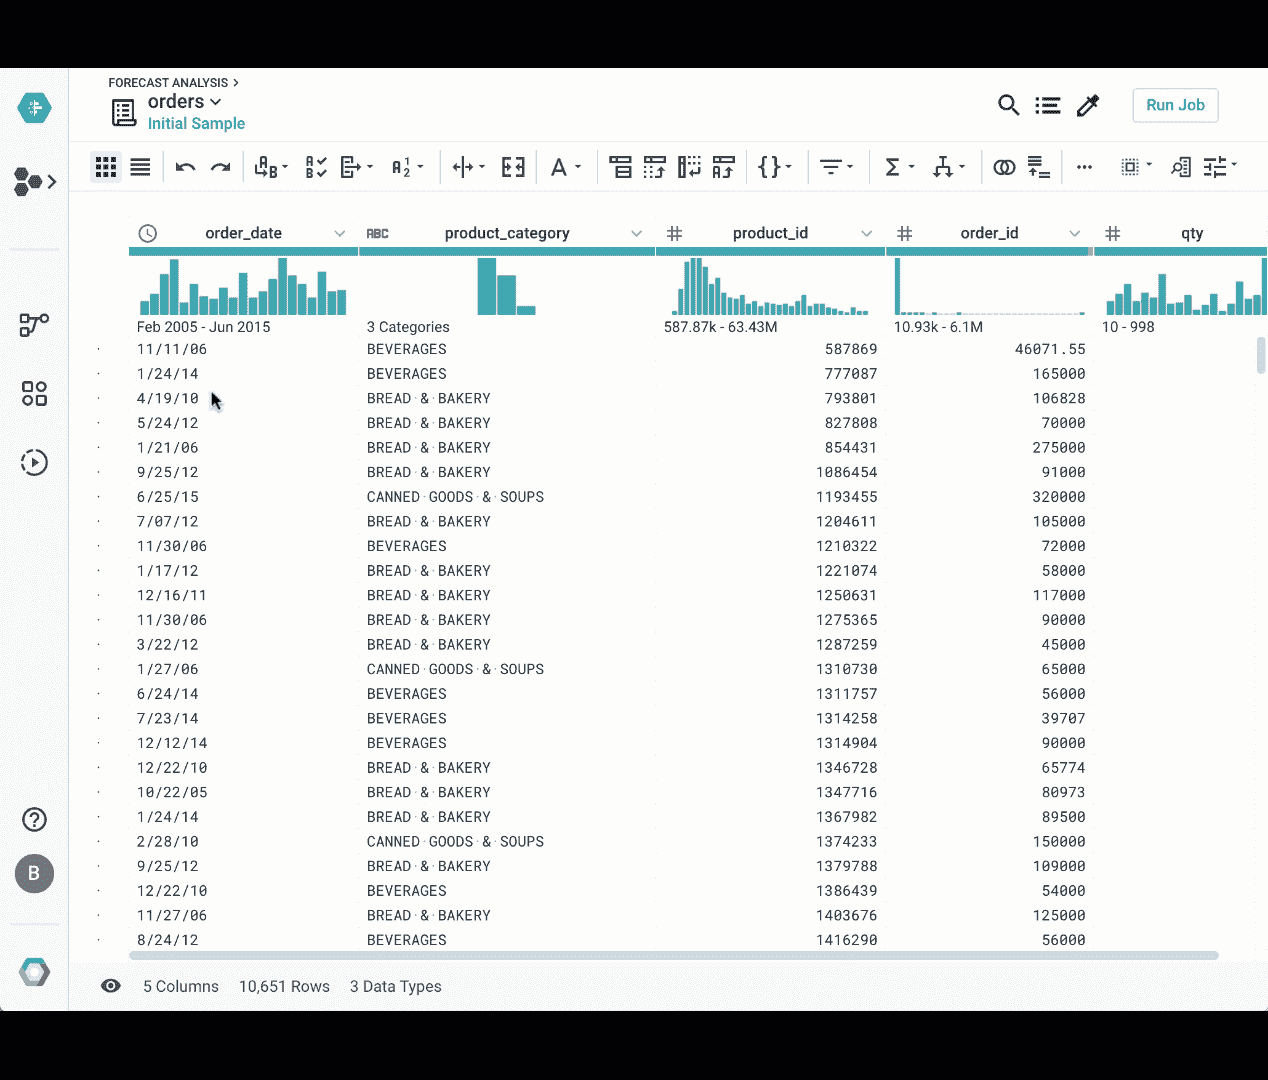 FORECAST ANALYSIS >
orders
Initial Sample
Run Job
order_date ABC product_category # product_id # order_id # qty
Feb 2005 - Jun 2015 3 Categories 587.87k - 63.43M 10.93k - 6.1M 10 - 998
11/11/06 BEVERAGES 587869 46071.55
1/24/14 BEVERAGES 777087 165000
4/19/10 BREAD & BAKERY 793801 106828
5/24/12 BREAD & BAKERY 827808 70000
1/21/06 BREAD & BAKERY 854431 275000
9/25/12 BREAD & BAKERY 1086454 91000
6/25/15 CANNED GOODS & SOUPS 1193455 320000
7/07/12 BREAD & BAKERY 1204611 105000
11/30/06 BEVERAGES 1210322 72000
1/17/12 BREAD & BAKERY 1221074 58000
12/16/11 BREAD & BAKERY 1250631 117000
11/30/06 BREAD & BAKERY 1275365 90000
3/22/12 BREAD & BAKERY 1287259 45000
1/27/06 CANNED GOODS & SOUPS 1310730 65000
6/24/14 BEVERAGES 1311757 56000
7/23/14 BEVERAGES 1314258 39707
12/12/14 BEVERAGES 1314904 90000
12/22/10 BREAD & BAKERY 1346728 65774
10/22/05 BREAD & BAKERY 1347716 80973
1/24/14 BREAD & BAKERY 1367982 89500
2/28/10 CANNED GOODS & SOUPS 1374233 150000
9/25/12 BREAD & BAKERY 1379788 109000
12/22/10 BEVERAGES 1386439 54000
11/27/06 BREAD & BAKERY 1403676 125000
8/24/12 BEVERAGES 1416290 56000
B
5 Columns 10,651 Rows 3 Data Types